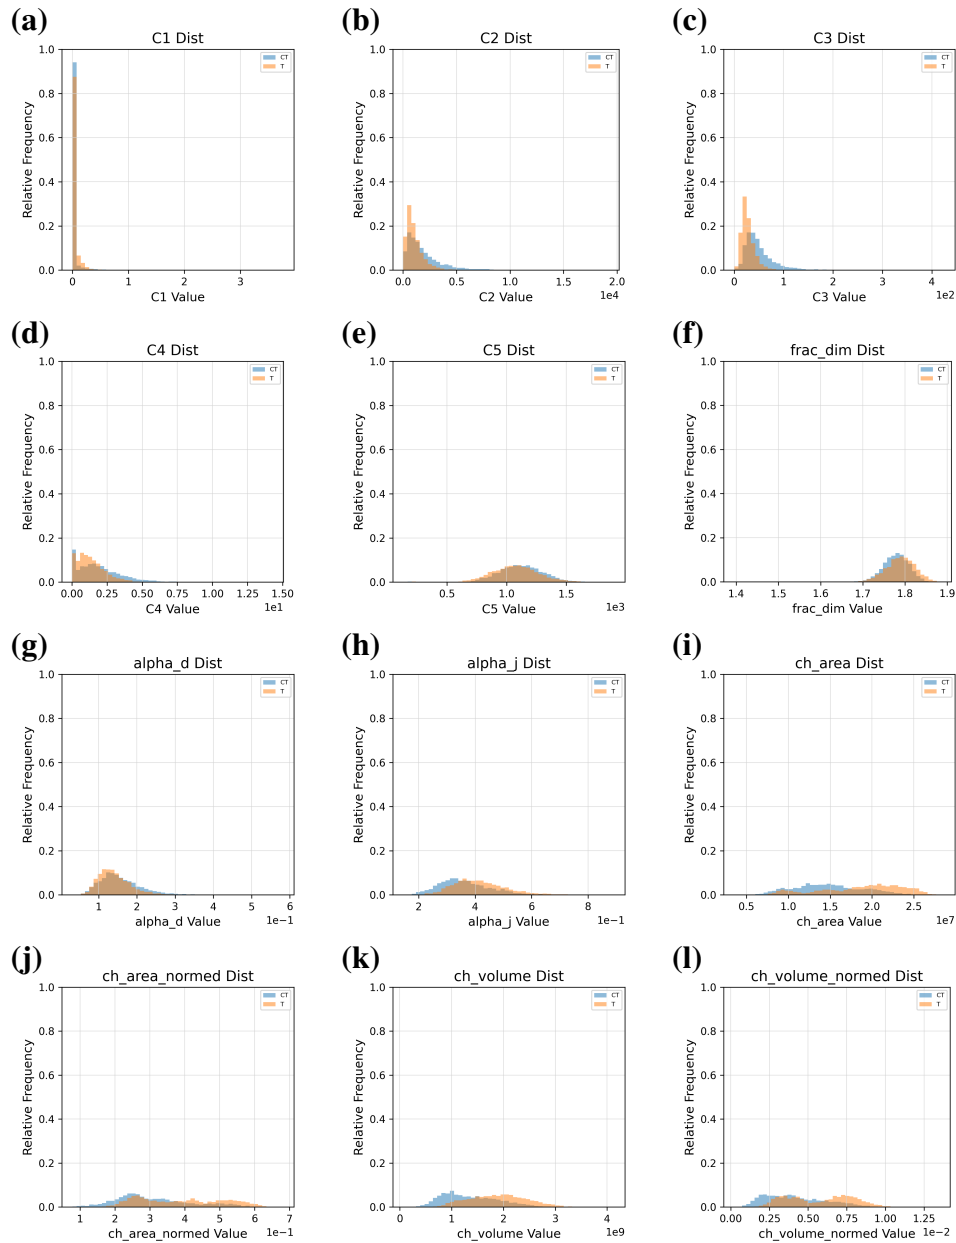 (a)
C1 Dist
CT
T
Relative Frequency
1.0
0.8
0.6
0.4
0.2
0.0
0 1 2 3
C1 Value
(b)
C2 Dist
CT
T
Relative Frequency
1.0
0.8
0.6
0.4
0.2
0.0
0.0 0.5 1.0 1.5 2.0
1e4
C2 Value
(c)
C3 Dist
CT
T
Relative Frequency
1.0
0.8
0.6
0.4
0.2
0.0
0 1 2 3 4
1e2
C3 Value
(d)
C4 Dist
CT
T
Relative Frequency
1.0
0.8
0.6
0.4
0.2
0.0
0.00 0.25 0.50 0.75 1.00 1.25 1.50
1e1
C4 Value
(e)
C5 Dist
CT
T
Relative Frequency
1.0
0.8
0.6
0.4
0.2
0.0
0.5 1.0 1.5
1e3
C5 Value
(f)
frac_dim Dist
CT
T
Relative Frequency
1.0
0.8
0.6
0.4
0.2
0.0
1.4 1.5 1.6 1.7 1.8 1.9
frac_dim Value
(g)
alpha_d Dist
CT
T
Relative Frequency
1.0
0.8
0.6
0.4
0.2
0.0
1 2 3 4 5 6
1e−1
alpha_d Value
(h)
alpha_j Dist
CT
T
Relative Frequency
1.0
0.8
0.6
0.4
0.2
0.0
2 4 6 8
1e−1
alpha_j Value
(i)
ch_area Dist
CT
T
Relative Frequency
1.0
0.8
0.6
0.4
0.2
0.0
0.5 1.0 1.5 2.0 2.5
1e7
ch_area Value
(j)
ch_area_normed Dist
CT
T
Relative Frequency
1.0
0.8
0.6
0.4
0.2
0.0
1 2 3 4 5 6 7
1e−1
ch_area_normed Value
(k)
ch_volume Dist
CT
T
Relative Frequency
1.0
0.8
0.6
0.4
0.2
0.0
0 1 2 3 4
1e9
ch_volume Value
(l)
ch_volume_normed Dist
CT
T
Relative Frequency
1.0
0.8
0.6
0.4
0.2
0.0
0.00 0.25 0.50 0.75 1.00 1.25
1e−2
ch_volume_normed Value